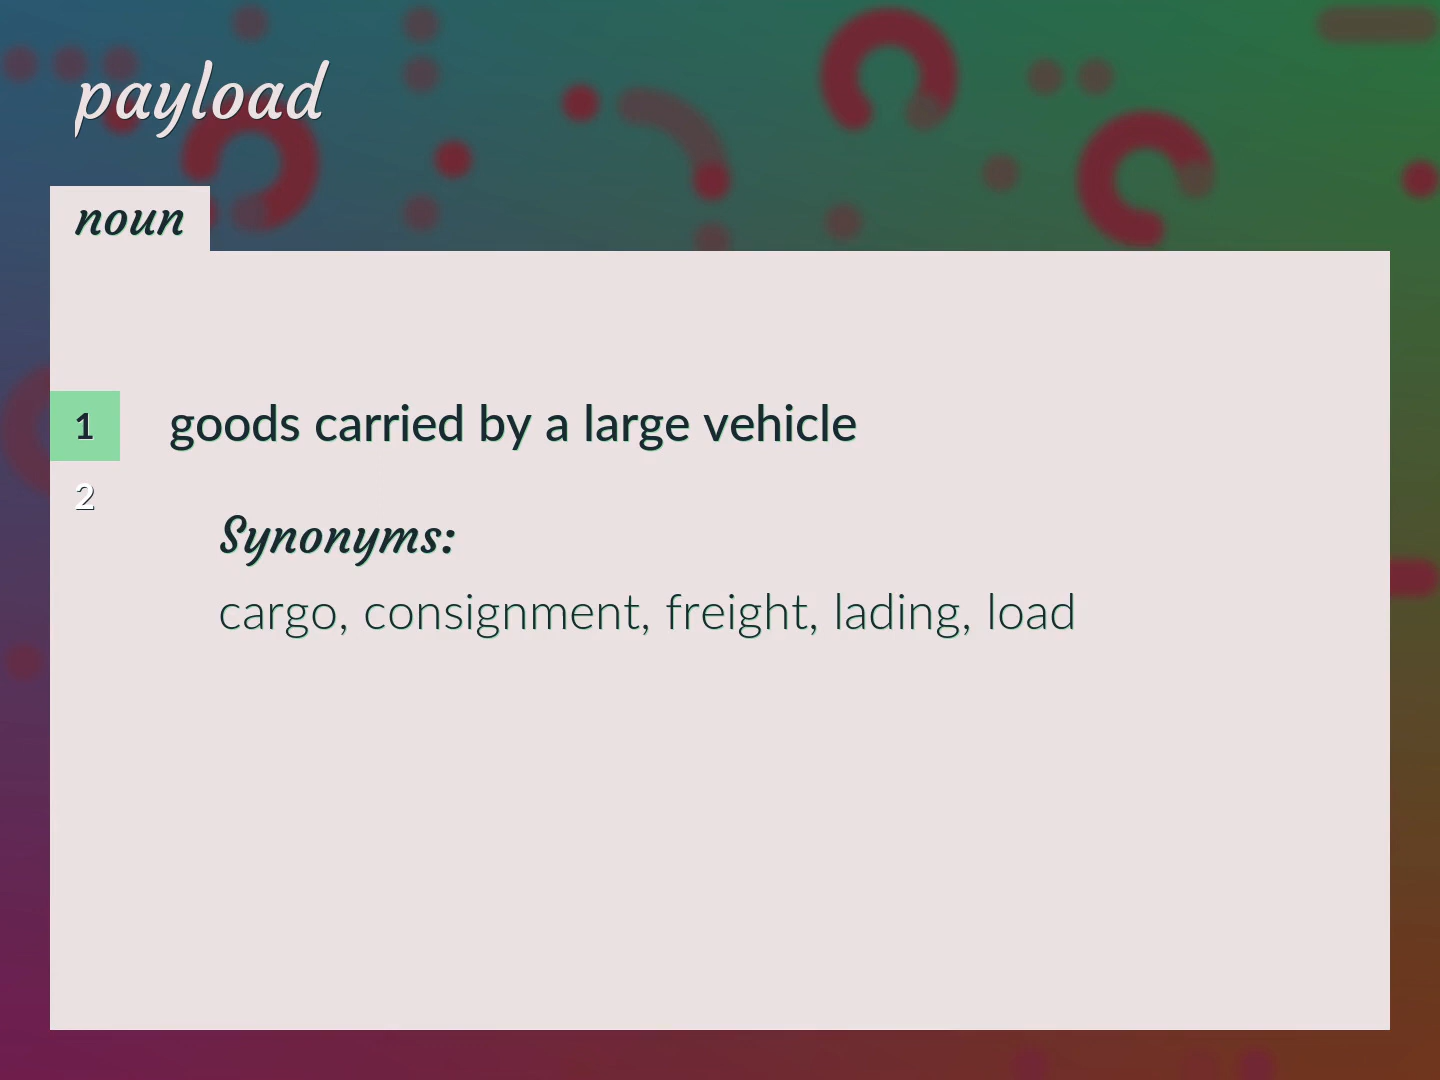 payload
noun
1 goods carried by a large vehicle
2
Synonyms:
cargo, consignment, freight, lading, load